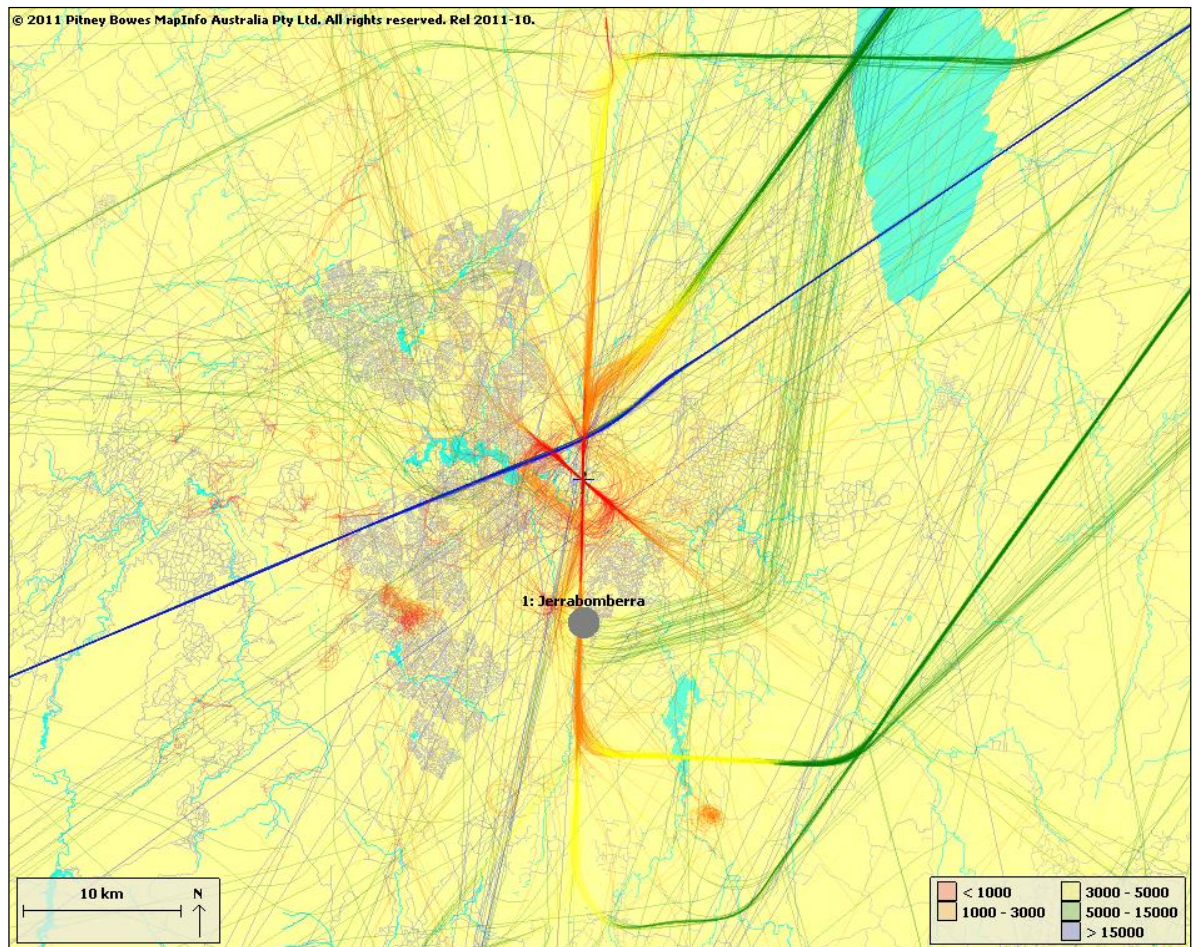 © 2011 Pitney Bowes MapInfo Australia Pty Ltd. All rights reserved. Rel 2011-10.
1: Jerrabomberra
10 km
N
< 1000
1000 - 3000
3000 - 5000
5000 - 15000
> 15000